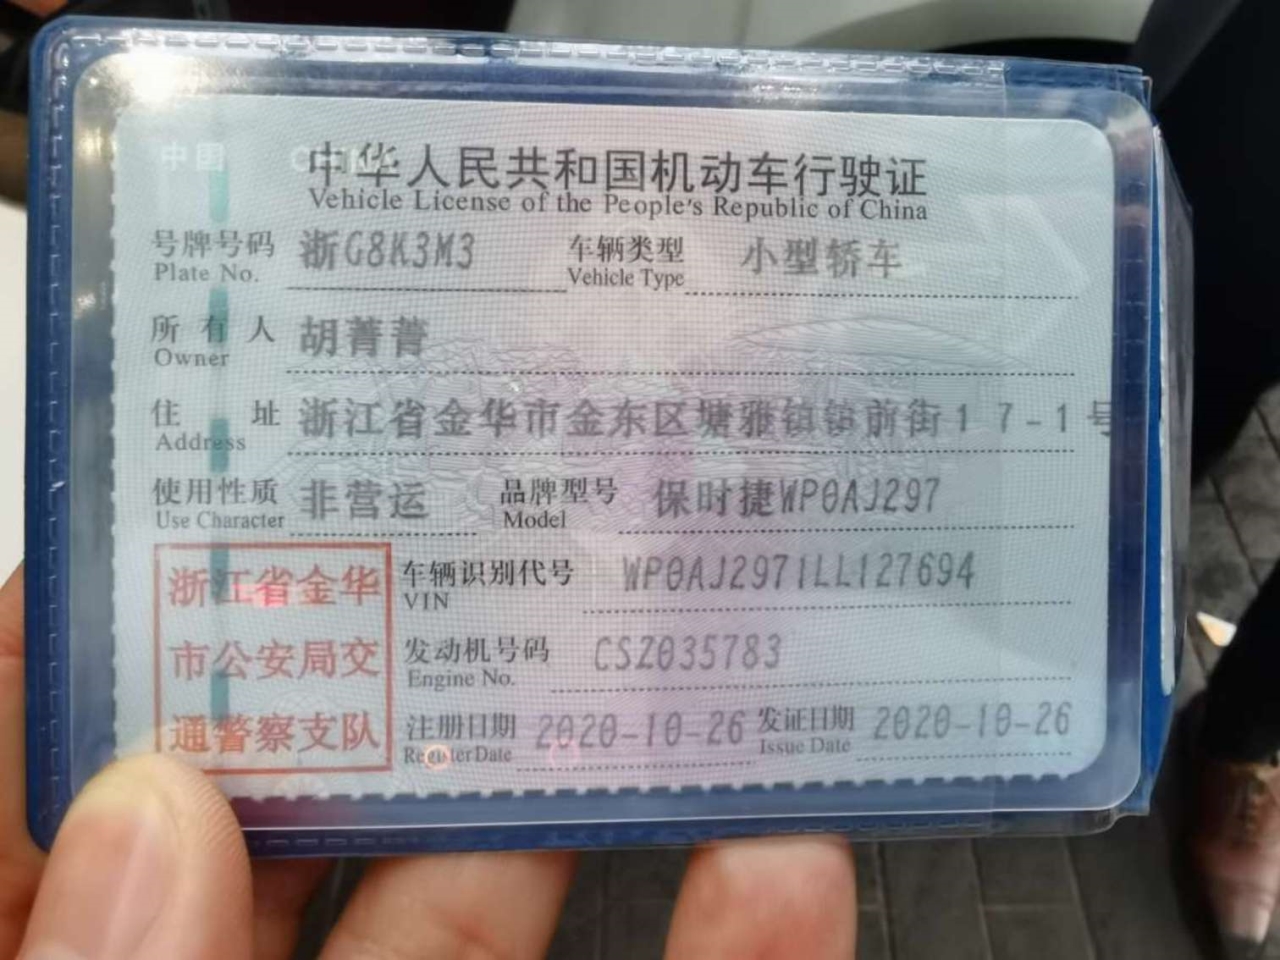 中国 CHINA
中华人民共和国机动车行驶证
Vehicle License of the People's Republic of China
号牌号码 浙G8K3M3 车辆类型 小型轿车
Plate No. Vehicle Type
所有人 胡菁菁
Owner
住址 浙江省金华市金东区塘雅镇镇前街17-1号
Address
使用性质 非营运 品牌型号 保时捷WP0AJ297
Use Character Model
浙江省金华
市公安局交
通警察支队
车辆识别代号 WP0AJ2971LL127694
VIN
发动机号码 CSZ035783
Engine No.
注册日期 2020-10-26 发证日期 2020-10-26
Register Date Issue Date